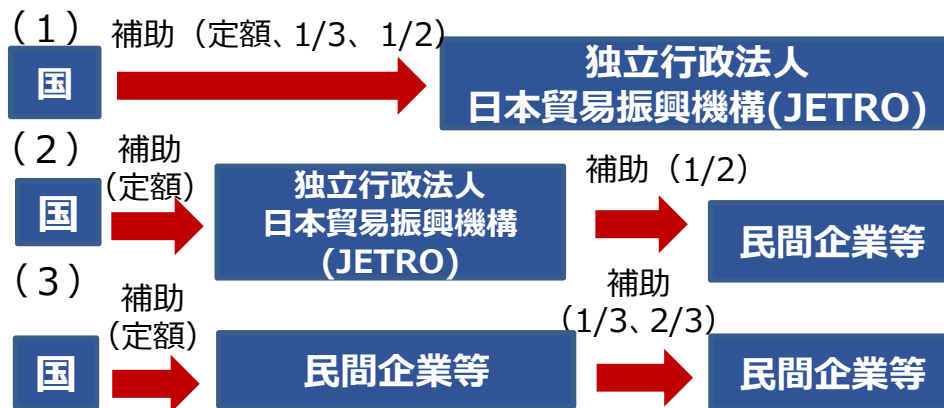 (1)
補助（定額、1/3、1/2）
国
独立行政法人
日本貿易振興機構(JETRO)
(2)
補助
（定額）
国
独立行政法人
日本貿易振興機構
(JETRO)
補助（1/2）
民間企業等
(3)
補助
（定額）
国
民間企業等
補助
（1/3、2/3）
民間企業等